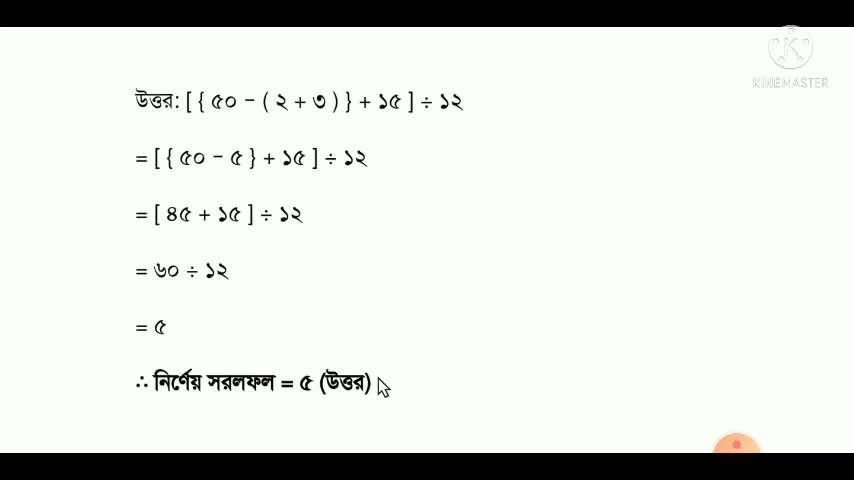 KINEMASTER
উত্তর: [ { ৫০ − ( ২ + ৩ ) } + ১৫ ] ÷ ১২
= [ { ৫০ − ৫ } + ১৫ ] ÷ ১২
= [ ৪৫ + ১৫ ] ÷ ১২
= ৬০ ÷ ১২
= ৫
∴ নির্ণেয় সরলফল = ৫ (উত্তর)